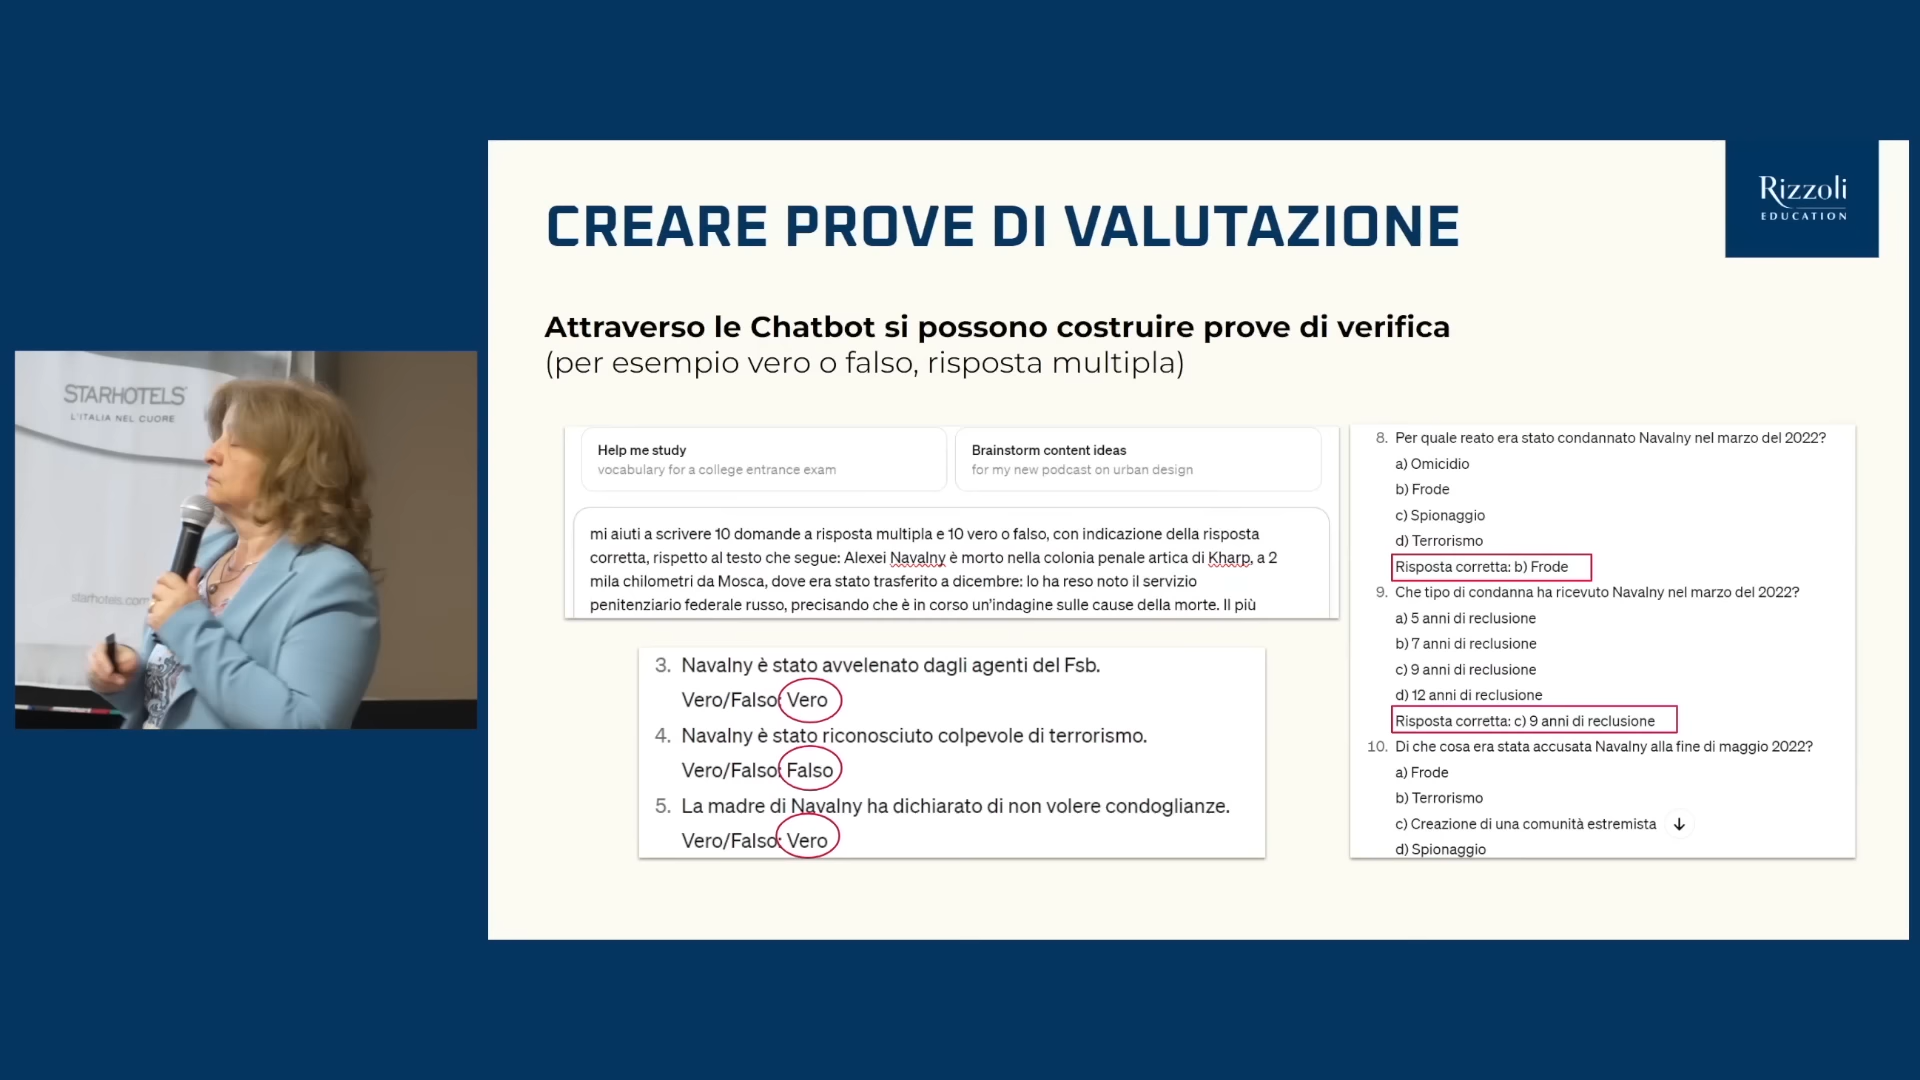 STARHOTELS
L'ITALIA NEL CUORE
starhotels.com
Rizzoli
EDUCATION
CREARE PROVE DI VALUTAZIONE
Attraverso le Chatbot si possono costruire prove di verifica
(per esempio vero o falso, risposta multipla)
Help me study
vocabulary for a college entrance exam
Brainstorm content ideas
for my new podcast on urban design
mi aiuti a scrivere 10 domande a risposta multipla e 10 vero o falso, con indicazione della risposta
corretta, rispetto al testo che segue: Alexei Navalny è morto nella colonia penale artica di Kharp, a 2
mila chilometri da Mosca, dove era stato trasferito a dicembre: lo ha reso noto il servizio
penitenziario federale russo, precisando che è in corso un'indagine sulle cause della morte. Il più
3. Navalny è stato avvelenato dagli agenti del Fsb.
Vero/Falso: Vero
4. Navalny è stato riconosciuto colpevole di terrorismo.
Vero/Falso: Falso
5. La madre di Navalny ha dichiarato di non volere condoglianze.
Vero/Falso: Vero
8. Per quale reato era stato condannato Navalny nel marzo del 2022?
a) Omicidio
b) Frode
c) Spionaggio
d) Terrorismo
Risposta corretta: b) Frode
9. Che tipo di condanna ha ricevuto Navalny nel marzo del 2022?
a) 5 anni di reclusione
b) 7 anni di reclusione
c) 9 anni di reclusione
d) 12 anni di reclusione
Risposta corretta: c) 9 anni di reclusione
10. Di che cosa era stata accusata Navalny alla fine di maggio 2022?
a) Frode
b) Terrorismo
c) Creazione di una comunità estremista
d) Spionaggio